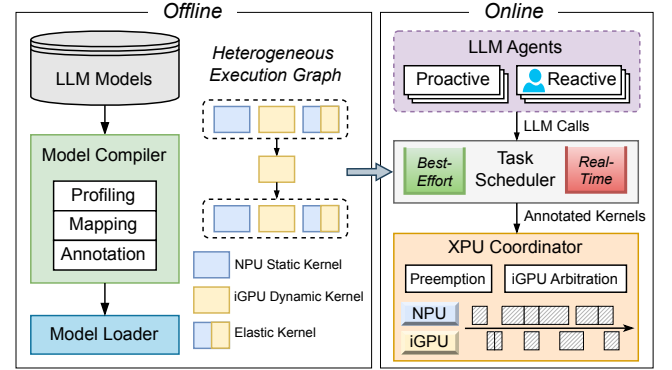 Offline
LLM Models
Model Compiler
Profiling
Mapping
Annotation
Model Loader
Heterogeneous
Execution Graph
NPU Static Kernel
iGPU Dynamic Kernel
Elastic Kernel
Online
LLM Agents
Proactive
Reactive
LLM Calls
Best-
Effort
Task
Scheduler
Real-
Time
Annotated Kernels
XPU Coordinator
Preemption
iGPU Arbitration
NPU
iGPU